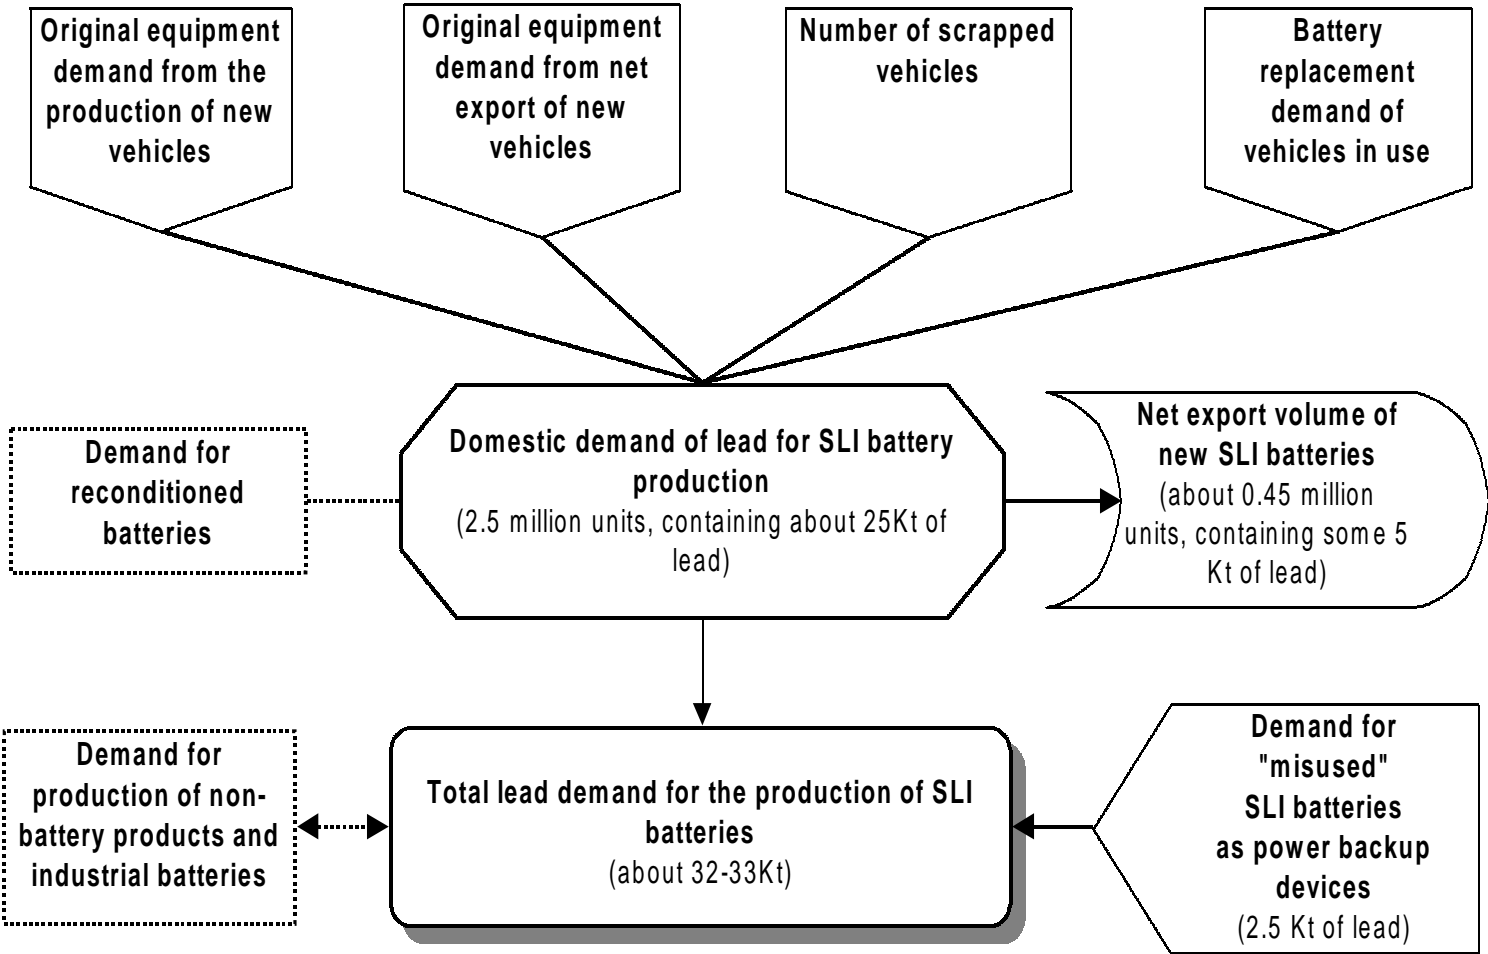 Original equipment
demand from the
production of new
vehicles
Original equipment
demand from net
export of new
vehicles
Number of scrapped
vehicles
Battery
replacement
demand of
vehicles in use
Demand for
reconditioned
batteries
Domestic demand of lead for SLI battery
production
(2.5 million units, containing about 25Kt of
lead)
Net export volume of
new SLI batteries
(about 0.45 million
units, containing some 5
Kt of lead)
Demand for
production of non-
battery products and
industrial batteries
Total lead demand for the production of SLI
batteries
(about 32-33Kt)
Demand for
"misused"
SLI batteries
as power backup
devices
(2.5 Kt of lead)